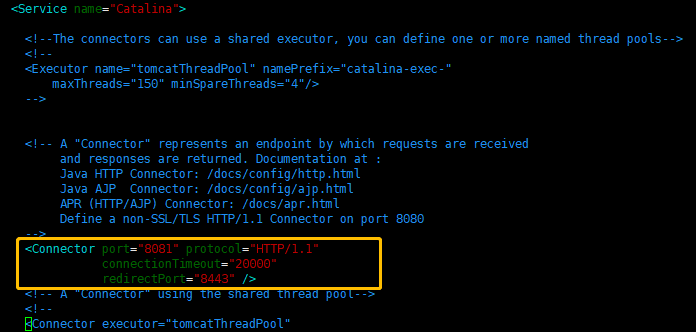 <Service name="Catalina">
<!--The connectors can use a shared executor, you can define one or more named thread pools-->
<!--
<Executor name="tomcatThreadPool" namePrefix="catalina-exec-"
maxThreads="150" minSpareThreads="4"/>
-->
<!-- A "Connector" represents an endpoint by which requests are received
and responses are returned. Documentation at :
Java HTTP Connector: /docs/config/http.html
Java AJP  Connector: /docs/config/ajp.html
APR (HTTP/AJP) Connector: /docs/apr.html
Define a non-SSL/TLS HTTP/1.1 Connector on port 8080
-->
<Connector port="8081" protocol="HTTP/1.1"
connectionTimeout="20000"
redirectPort="8443" />
<!-- A "Connector" using the shared thread pool-->
<!--
<Connector executor="tomcatThreadPool"